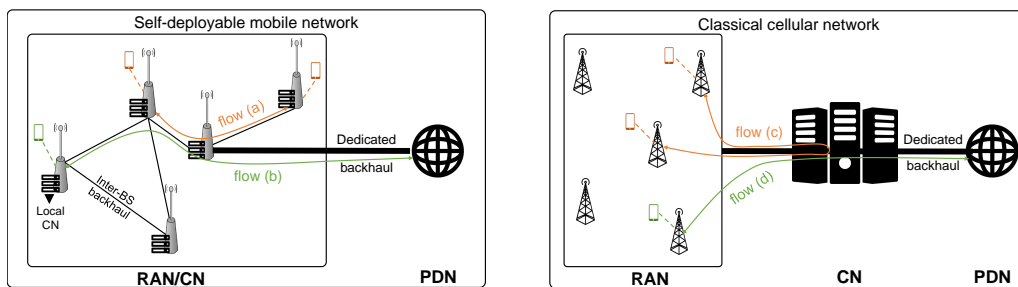 Self-deployable mobile network
flow (a)
Dedicated
backhaul
flow (b)
Inter-BS
backhaul
Local
CN
RAN/CN
PDN
Classical cellular network
flow (c)
Dedicated
backhaul
flow (d)
RAN
CN
PDN